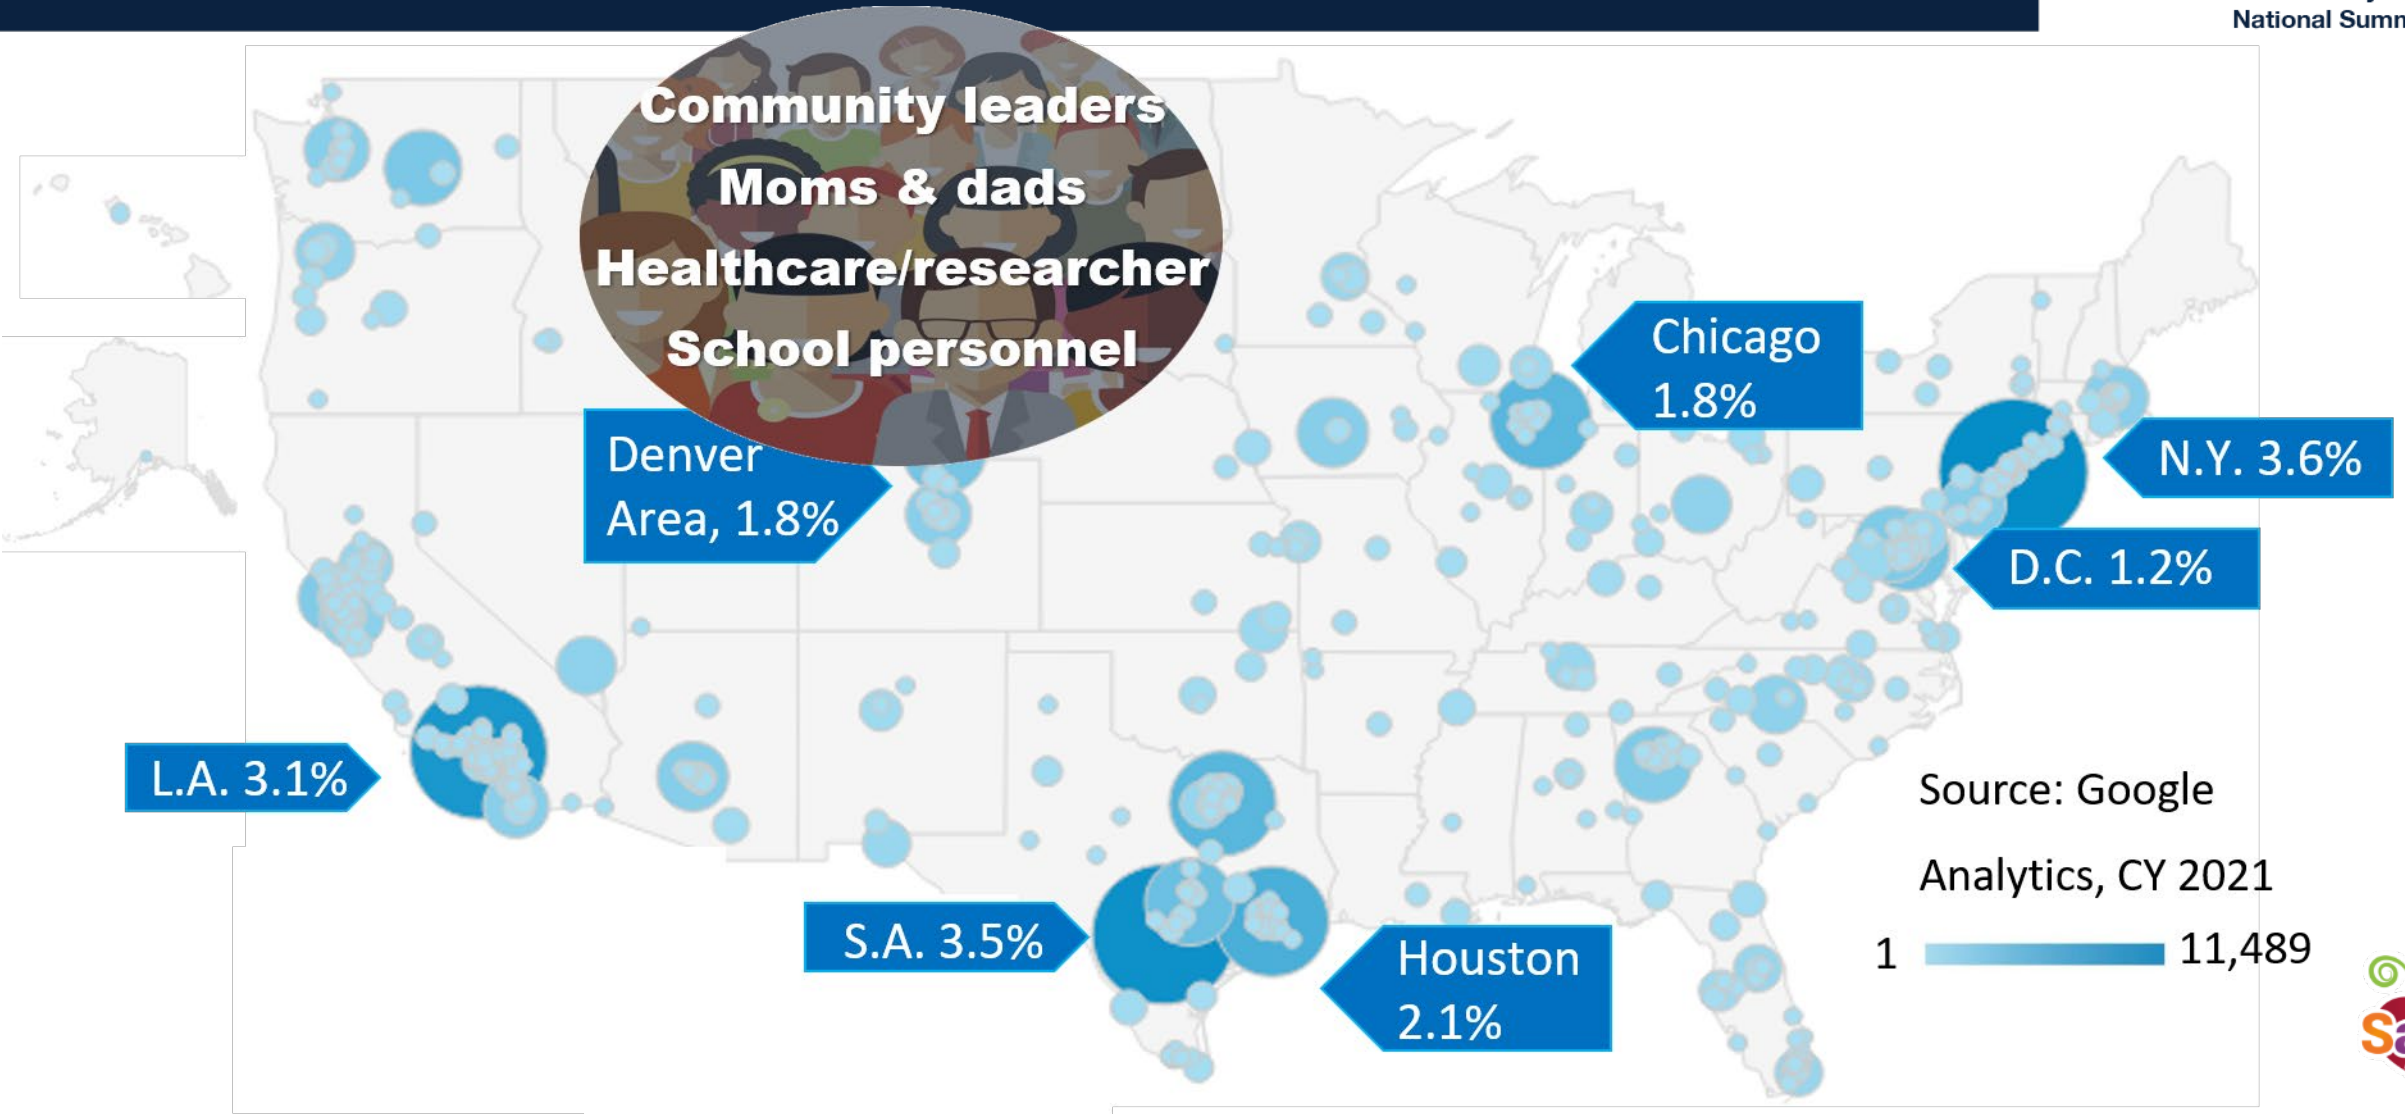 National Summ
Community leaders
Moms & dads
Healthcare/researcher
School personnel
Chicago
1.8%
Denver
Area, 1.8%
N.Y. 3.6%
D.C. 1.2%
L.A. 3.1%
S.A. 3.5%
Houston
2.1%
Source: Google
Analytics, CY 2021
1 11,489
Sa